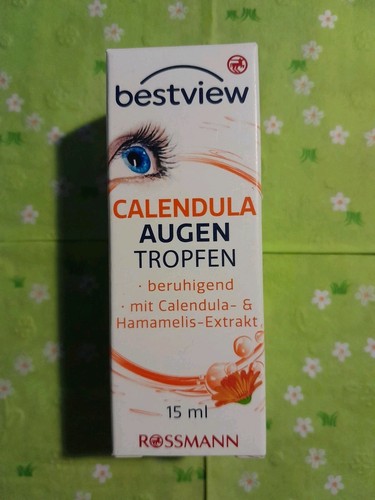 bestview
CALENDULA
AUGEN
TROPFEN
· beruhigend
· mit Calendula- &
Hamamelis-Extrakt
15 ml
ROSSMANN